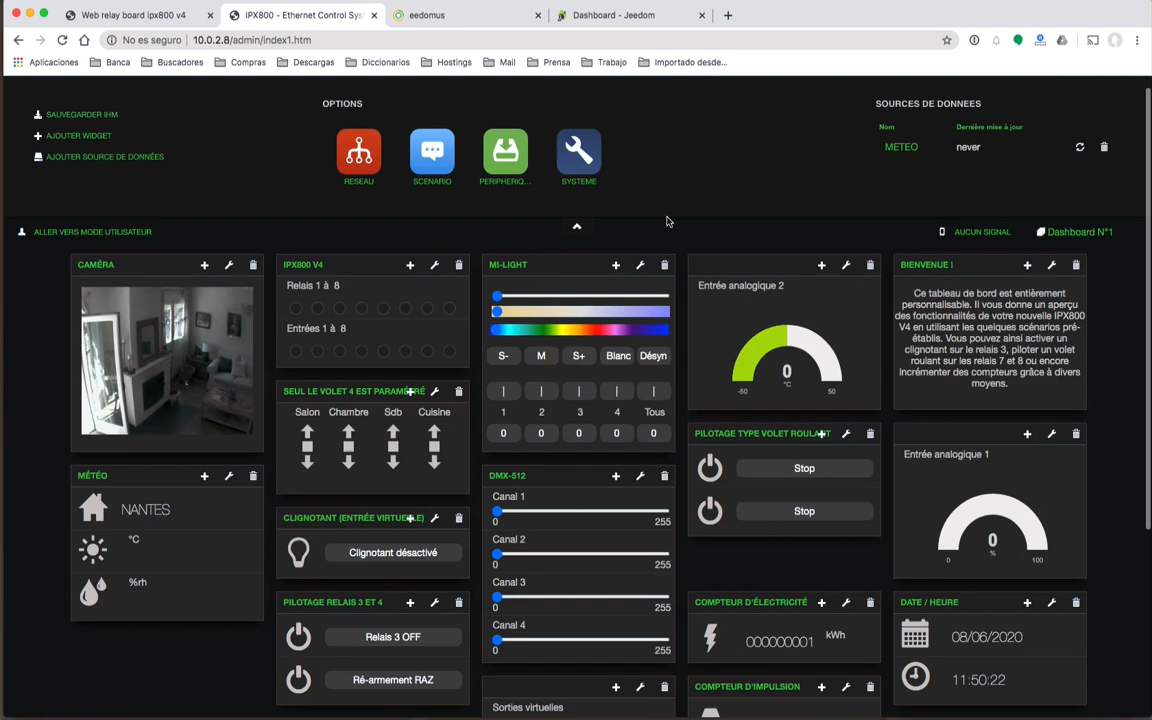 Web relay board ipx800 v4
IPX800 - Ethernet Control Sys
eedomus
Dashboard - Jeedom
No es seguro
10.0.2.8/admin/index1.htm
Aplicaciones
Banca
Buscadores
Compras
Descargas
Diccionarios
Hostings
Mail
Prensa
Trabajo
Importado desde...
OPTIONS
SOURCES DE DONNEES
SAUVEGARDER IHM
AJOUTER WIDGET
AJOUTER SOURCE DE DONNÉES
RESEAU
SCENARIO
PERIPHERIQ...
SYSTEME
Nom
Dernière mise à jour
METEO
never
ALLER VERS MODE UTILISATEUR
AUCUN SIGNAL
Dashboard N°1
CAMÉRA
MÉTÉO
NANTES
°C
%rh
IPX800 V4
Relais 1 à 8
Entrées 1 à 8
SEUL LE VOLET 4 EST PARAMÉTRÉ
Salon Chambre Sdb Cuisine
CLIGNOTANT (ENTRÉE VIRTUELLE)
Clignotant désactivé
PILOTAGE RELAIS 3 ET 4
Relais 3 OFF
Ré-armement RAZ
MI-LIGHT
S- M S+ Blanc Désyn
| | | | |
1 2 3 4 Tous
0 0 0 0 0
DMX-512
Canal 1
0 255
Canal 2
0 255
Canal 3
0 255
Canal 4
0 255
Sorties virtuelles
Entrée analogique 2
0
°C
-50 50
PILOTAGE TYPE VOLET ROULANT
Stop
Stop
COMPTEUR D'ÉLECTRICITÉ
000000001 kWh
COMPTEUR D'IMPULSION
BIENVENUE !
Ce tableau de bord est entièrement
personnalisable. Il vous donne un aperçu
des fonctionnalités de votre nouvelle IPX800
V4 en utilisant les quelques scénarios pré-
établis. Vous pouvez ainsi activer un
clignotant sur le relais 3, piloter un volet
roulant sur les relais 7 et 8 ou encore
incrémenter des compteurs grâce à divers
moyens.
Entrée analogique 1
0
%
0 100
DATE / HEURE
08/06/2020
11:50:22